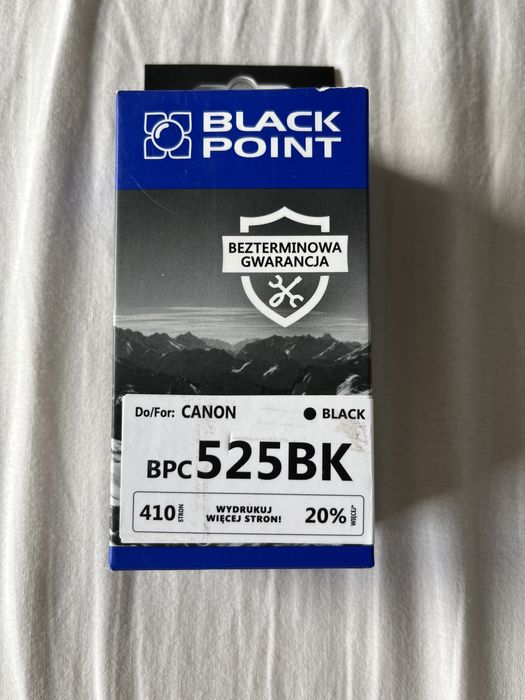 BLACK
POINT
BEZTERMINOWA
GWARANCJA
Do/For: CANON
BLACK
BPC525BK
410 STRON
WYDRUKUJ
WIĘCEJ STRON!
20% WIĘCEJ*